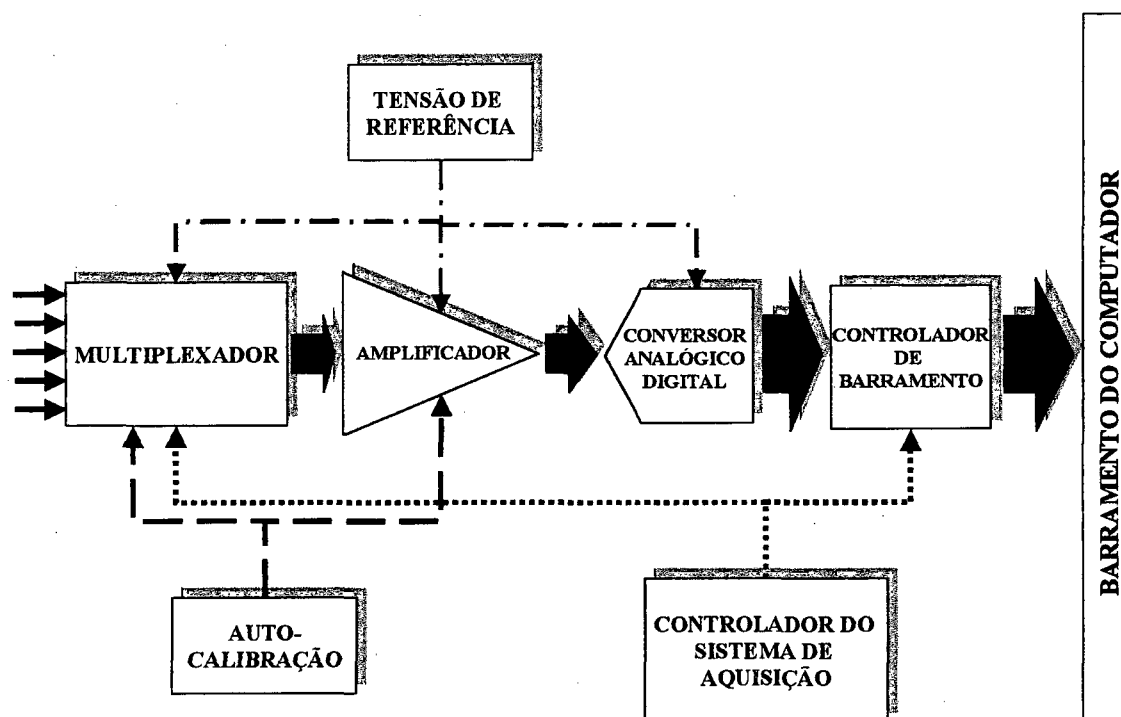 TENSÃO DE
REFERÊNCIA
MULTIPLEXADOR
AMPLIFICADOR
CONVERSOR
ANALÓGICO
DIGITAL
CONTROLADOR
DE
BARRAMENTO
BARRAMENTO DO COMPUTADOR
AUTO-
CALIBRAÇÃO
CONTROLADOR DO
SISTEMA DE
AQUISIÇÃO